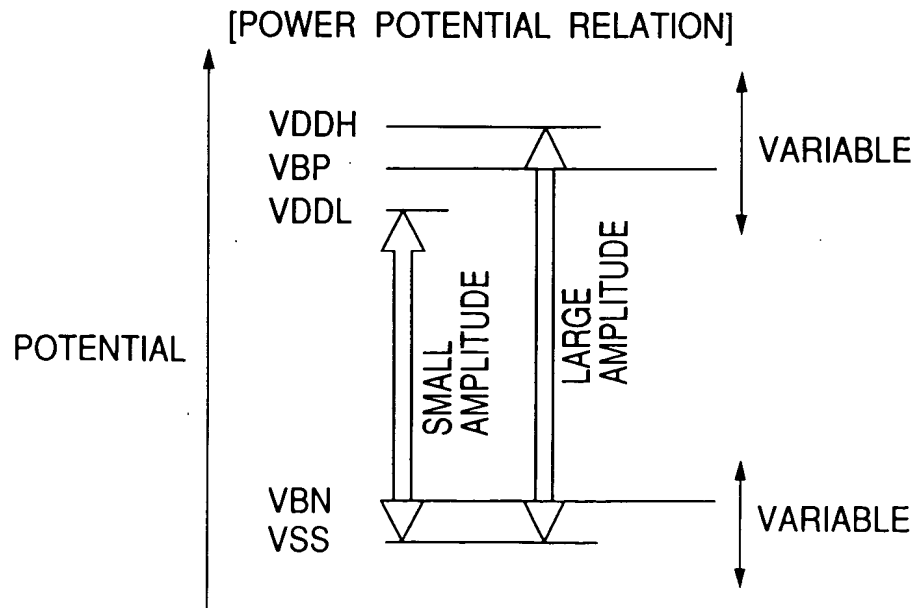 [POWER POTENTIAL RELATION]
VDDH
VBP
VDDL
VARIABLE
POTENTIAL
SMALL
AMPLITUDE
LARGE
AMPLITUDE
VBN
VSS
VARIABLE